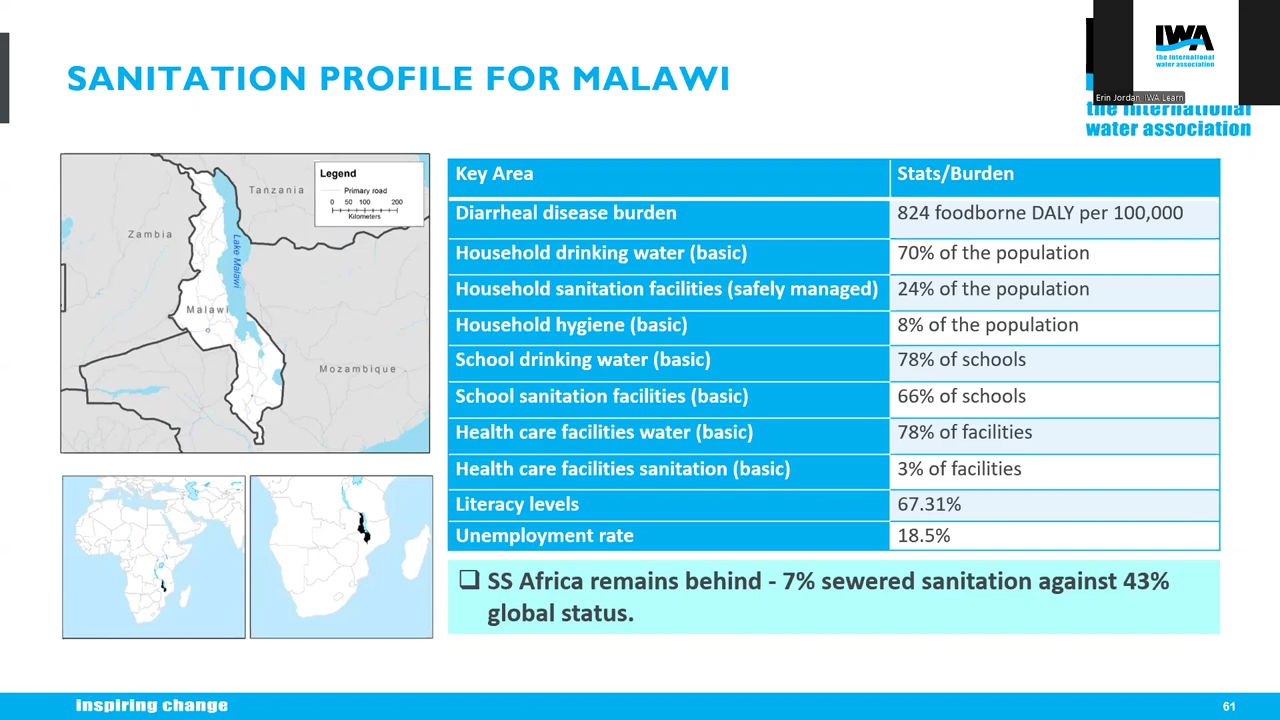 IWA
the international
water association
Erin Jordan, IWA Learn
SANITATION PROFILE FOR MALAWI
the international
water association
Legend
Primary road
0 50 100 200
Kilometers
Tanzania
Zambia
Lake Malawi
Malawi
Mozambique
Key Area Stats/Burden
Diarrheal disease burden 824 foodborne DALY per 100,000
Household drinking water (basic) 70% of the population
Household sanitation facilities (safely managed) 24% of the population
Household hygiene (basic) 8% of the population
School drinking water (basic) 78% of schools
School sanitation facilities (basic) 66% of schools
Health care facilities water (basic) 78% of facilities
Health care facilities sanitation (basic) 3% of facilities
Literacy levels 67.31%
Unemployment rate 18.5%
SS Africa remains behind - 7% sewered sanitation against 43%
global status.
inspiring change
61